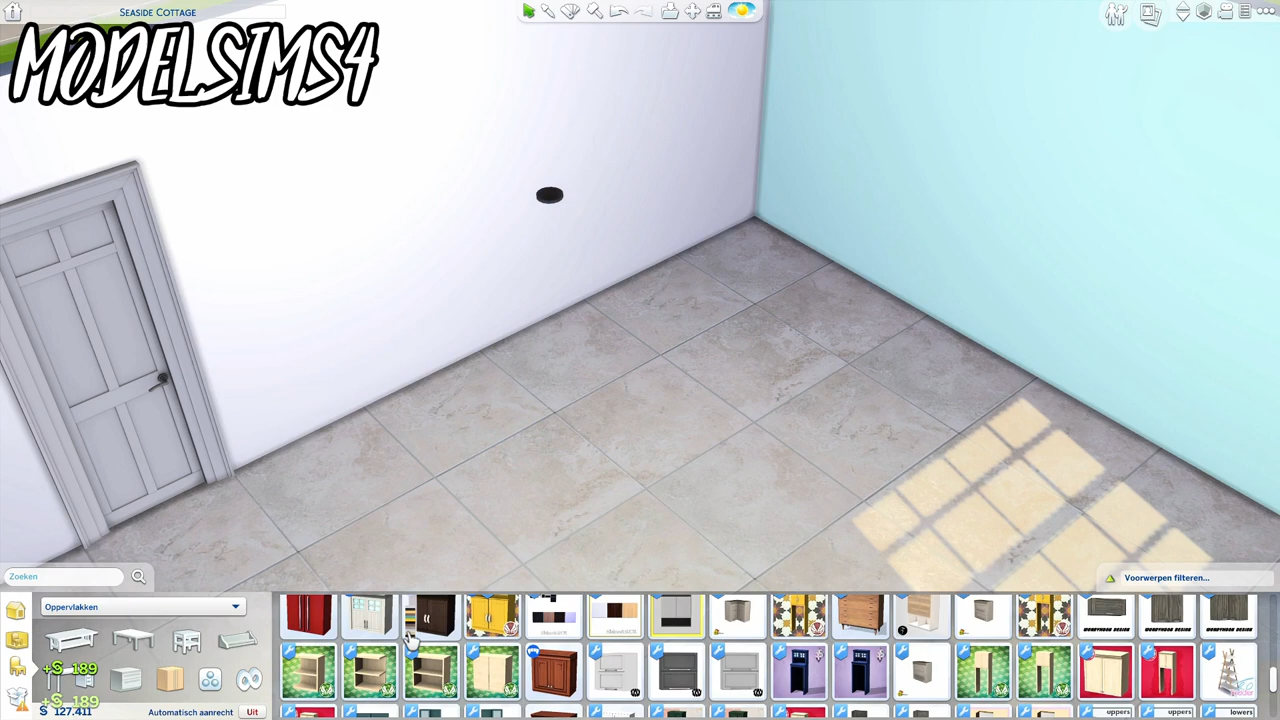 SEASIDE COTTAGE
MODELSIMS4
Zoeken
Voorwerpen filteren...
Oppervlakken
+§ 189
+§ 189
§ 127.411
Automatisch aanrecht
Uit
uppers
uppers
lowers